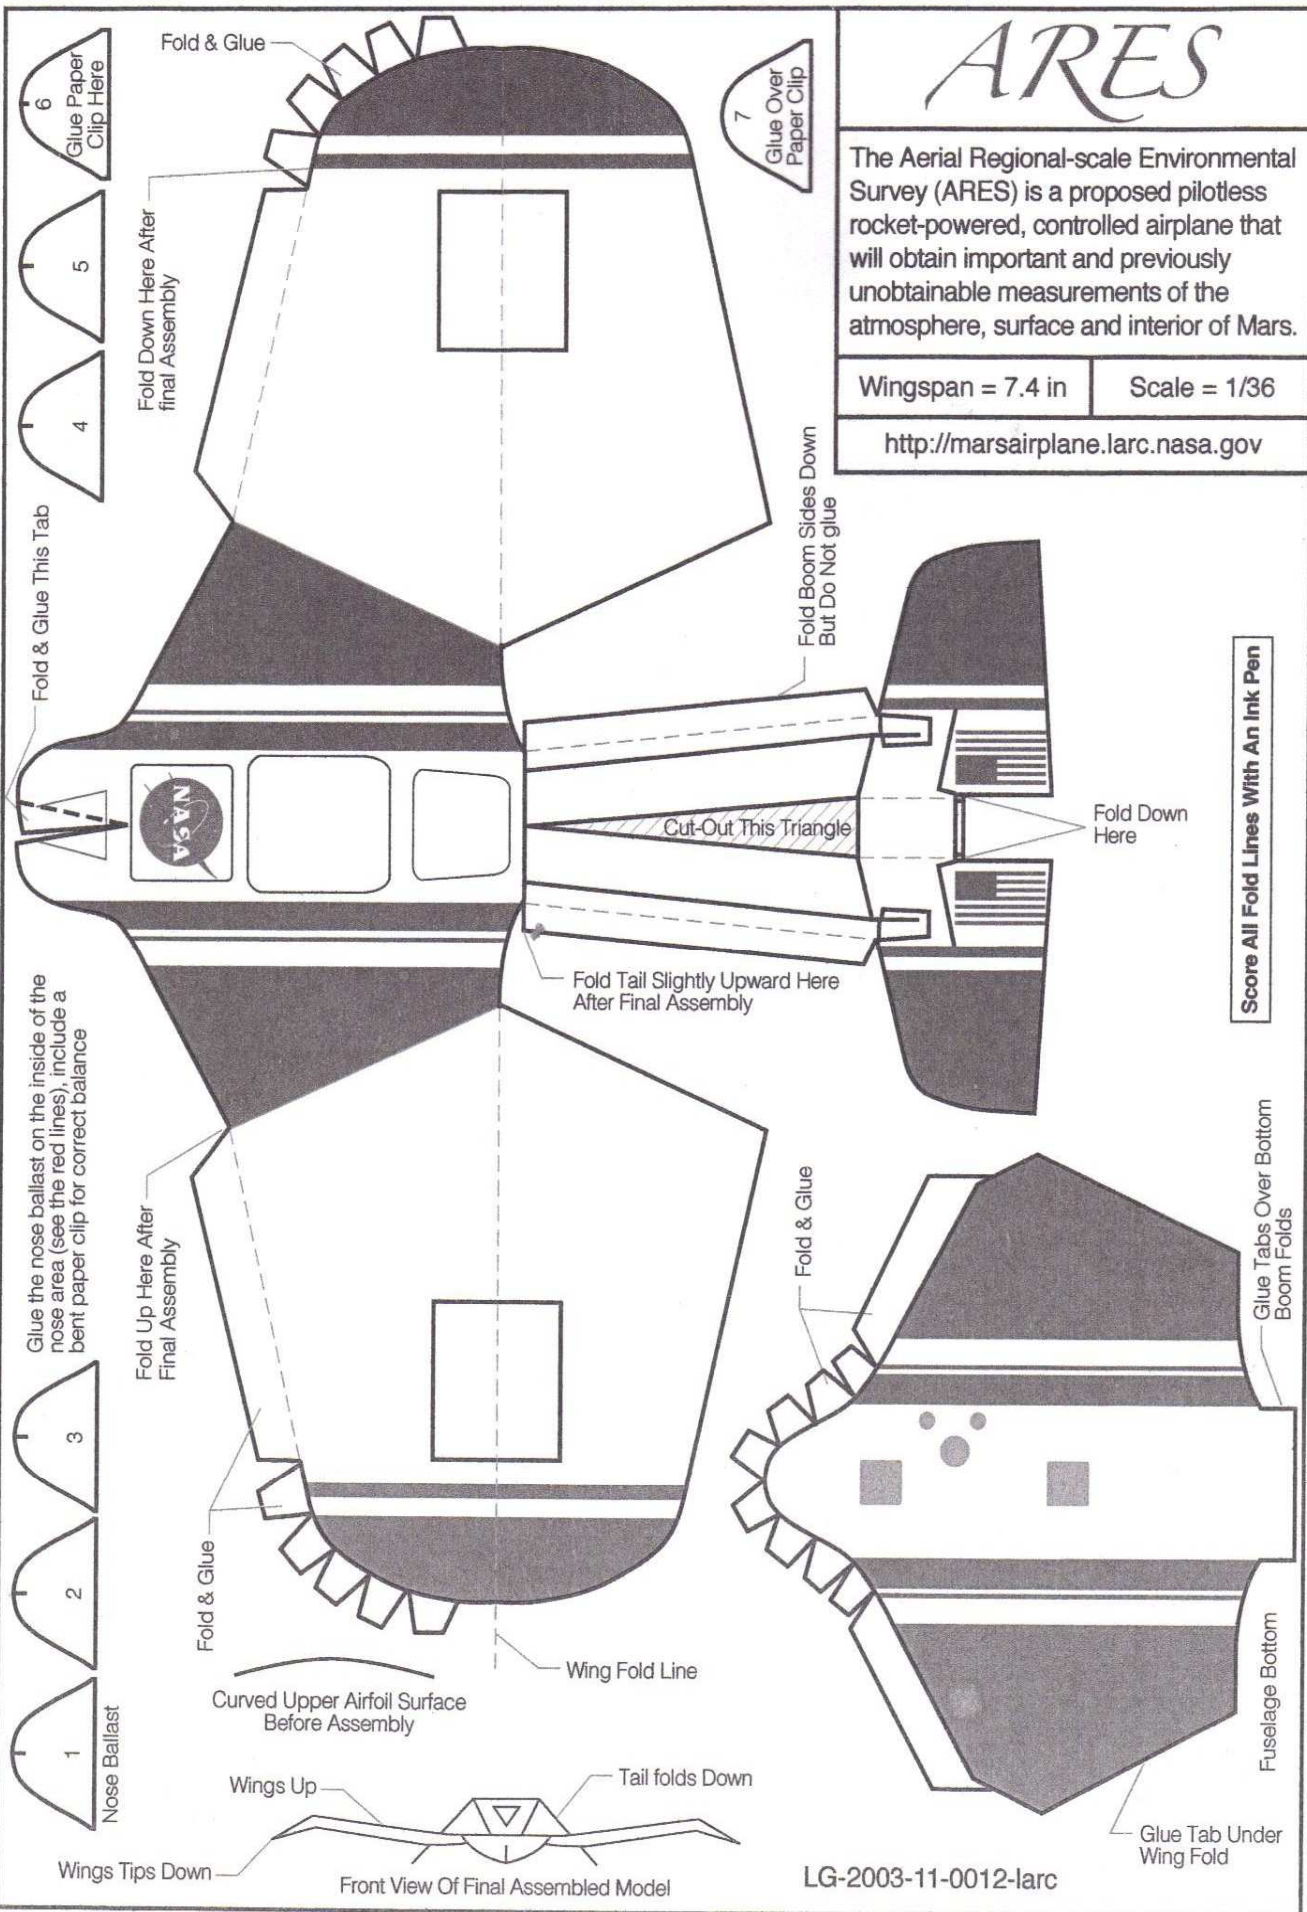 Fold & Glue
6
Glue Paper
Clip Here
5
4
Fold Down Here After
final Assembly
7
Glue Over
Paper Clip
ARES
The Aerial Regional-scale Environmental
Survey (ARES) is a proposed pilotless
rocket-powered, controlled airplane that
will obtain important and previously
unobtainable measurements of the
atmosphere, surface and interior of Mars.
Wingspan = 7.4 in
Scale = 1/36
http://marsairplane.larc.nasa.gov
Fold & Glue This Tab
Fold Boom Sides Down
But Do Not glue
NASA
Cut-Out This Triangle
Fold Down
Here
Score All Fold Lines With An Ink Pen
Fold Tail Slightly Upward Here
After Final Assembly
Glue the nose ballast on the inside of the
nose area (see the red lines), include a
bent paper clip for correct balance
Fold Up Here After
Final Assembly
3
2
1
Nose Ballast
Fold & Glue
Fold & Glue
Glue Tabs Over Bottom
Boom Folds
Wing Fold Line
Curved Upper Airfoil Surface
Before Assembly
Fuselage Bottom
Wings Up
Tail folds Down
Wings Tips Down
Front View Of Final Assembled Model
Glue Tab Under
Wing Fold
LG-2003-11-0012-larc